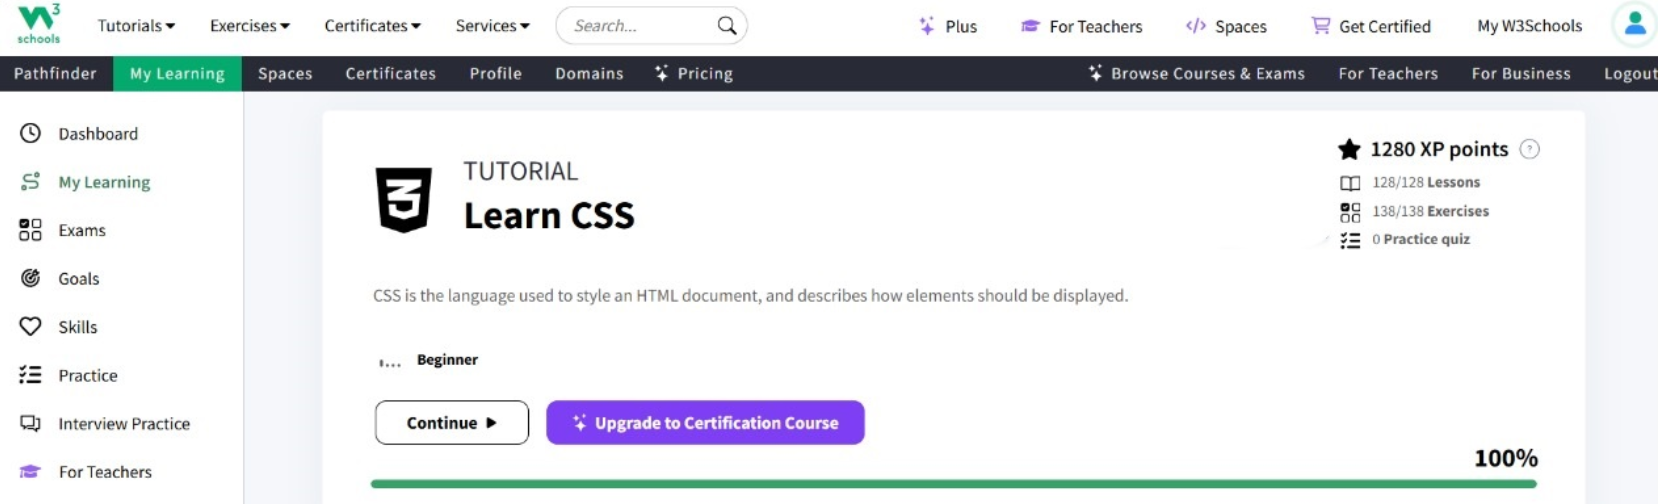 W3
schools
Tutorials Exercises Certificates Services Search... Plus For Teachers Spaces Get Certified My W3Schools
Pathfinder My Learning Spaces Certificates Profile Domains Pricing Browse Courses & Exams For Teachers For Business Logout
Dashboard
My Learning
Exams
Goals
Skills
Practice
Interview Practice
For Teachers
TUTORIAL
Learn CSS
1280 XP points ?
128/128 Lessons
138/138 Exercises
0 Practice quiz
CSS is the language used to style an HTML document, and describes how elements should be displayed.
Beginner
Continue Upgrade to Certification Course
100%